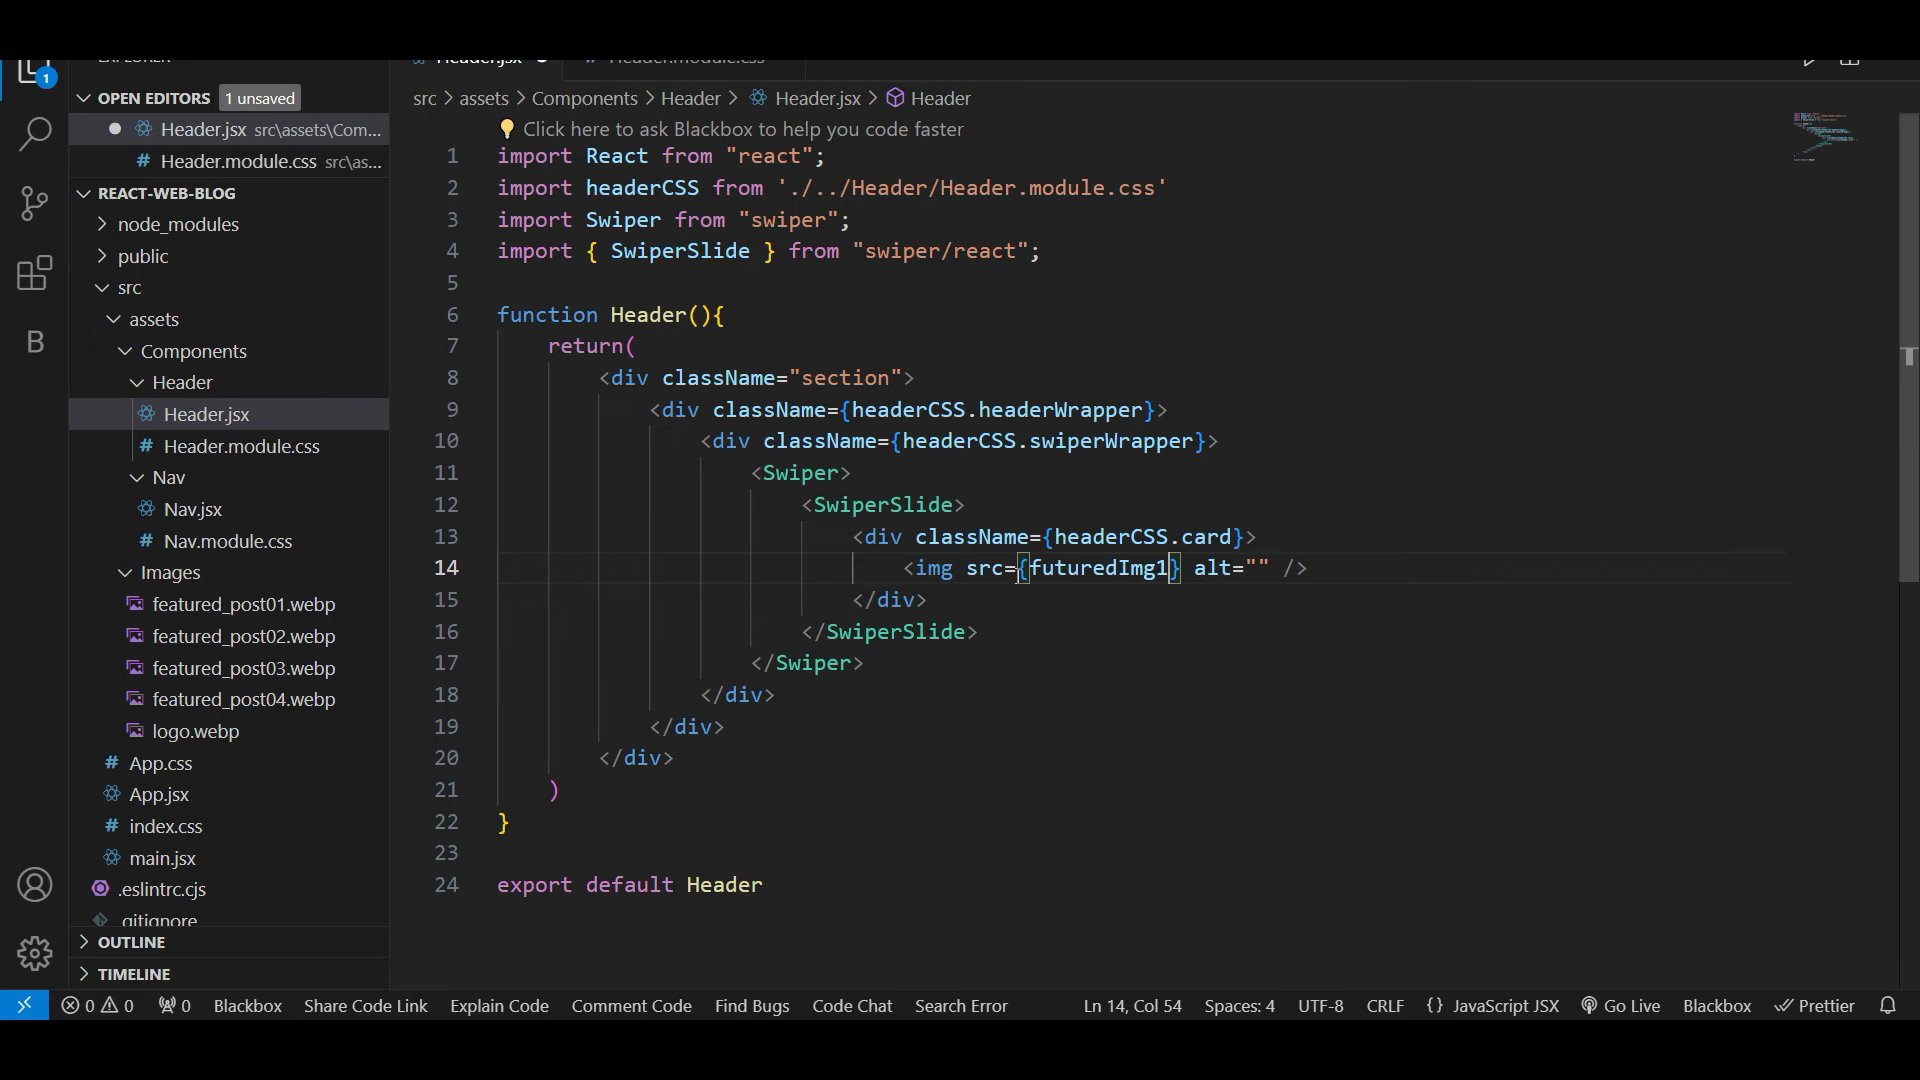 EXPLORER
Header.jsx
Header.module.css
1
OPEN EDITORS 1 unsaved
Header.jsx src\assets\Com...
Header.module.css src\as...
REACT-WEB-BLOG
node_modules
public
src
assets
Components
Header
Header.jsx
Header.module.css
Nav
Nav.jsx
Nav.module.css
Images
featured_post01.webp
featured_post02.webp
featured_post03.webp
featured_post04.webp
logo.webp
App.css
App.jsx
index.css
main.jsx
.eslintrc.cjs
.gitignore
OUTLINE
TIMELINE
B
src > assets > Components > Header > Header.jsx > Header
Click here to ask Blackbox to help you code faster
1 import React from "react";
2 import headerCSS from './../Header/Header.module.css'
3 import Swiper from "swiper";
4 import { SwiperSlide } from "swiper/react";
5
6 function Header(){
7 return(
8 <div className="section">
9 <div className={headerCSS.headerWrapper}>
10 <div className={headerCSS.swiperWrapper}>
11 <Swiper>
12 <SwiperSlide>
13 <div className={headerCSS.card}>
14 <img src={futuredImg1} alt="" />
15 </div>
16 </SwiperSlide>
17 </Swiper>
18 </div>
19 </div>
20 </div>
21 )
22 }
23
24 export default Header
0 0 0 Blackbox Share Code Link Explain Code Comment Code Find Bugs Code Chat Search Error Ln 14, Col 54 Spaces: 4 UTF-8 CRLF {} JavaScript JSX Go Live Blackbox Prettier